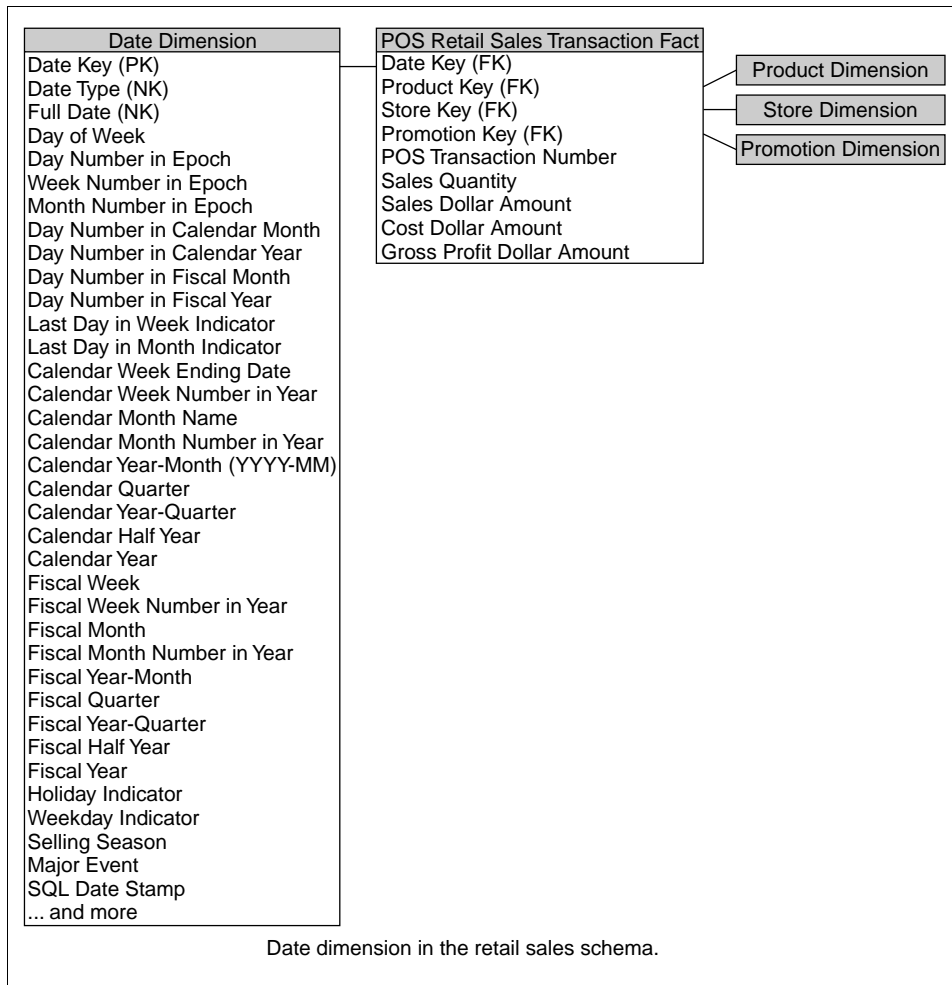 Date Dimension
Date Key (PK)
Date Type (NK)
Full Date (NK)
Day of Week
Day Number in Epoch
Week Number in Epoch
Month Number in Epoch
Day Number in Calendar Month
Day Number in Calendar Year
Day Number in Fiscal Month
Day Number in Fiscal Year
Last Day in Week Indicator
Last Day in Month Indicator
Calendar Week Ending Date
Calendar Week Number in Year
Calendar Month Name
Calendar Month Number in Year
Calendar Year-Month (YYYY-MM)
Calendar Quarter
Calendar Year-Quarter
Calendar Half Year
Calendar Year
Fiscal Week
Fiscal Week Number in Year
Fiscal Month
Fiscal Month Number in Year
Fiscal Year-Month
Fiscal Quarter
Fiscal Year-Quarter
Fiscal Half Year
Fiscal Year
Holiday Indicator
Weekday Indicator
Selling Season
Major Event
SQL Date Stamp
... and more
POS Retail Sales Transaction Fact
Date Key (FK)
Product Key (FK)
Store Key (FK)
Promotion Key (FK)
POS Transaction Number
Sales Quantity
Sales Dollar Amount
Cost Dollar Amount
Gross Profit Dollar Amount
Product Dimension
Store Dimension
Promotion Dimension
Date dimension in the retail sales schema.